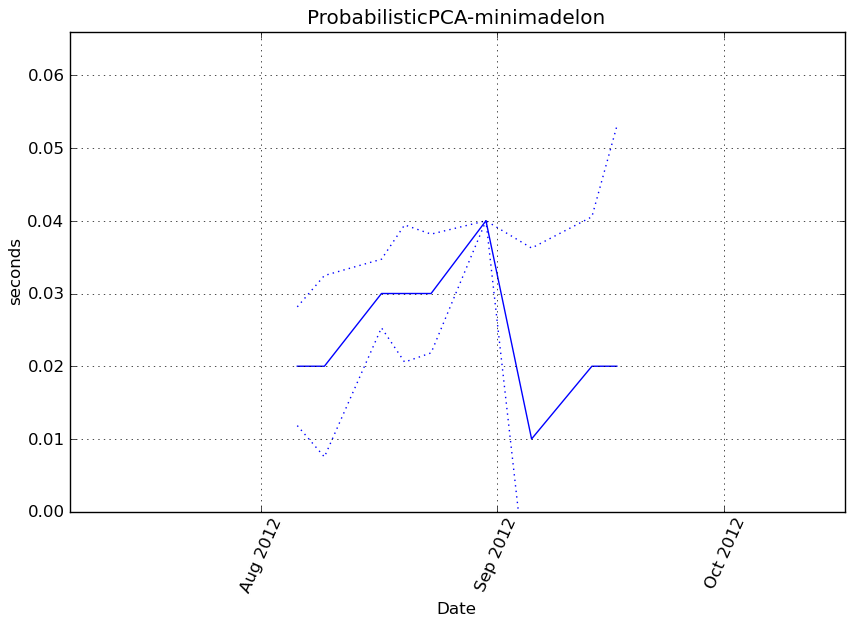 ProbabilisticPCA-minimadelon
0.06
0.05
0.04
0.03
0.02
0.01
0.00
seconds
Aug 2012
Sep 2012
Oct 2012
Date